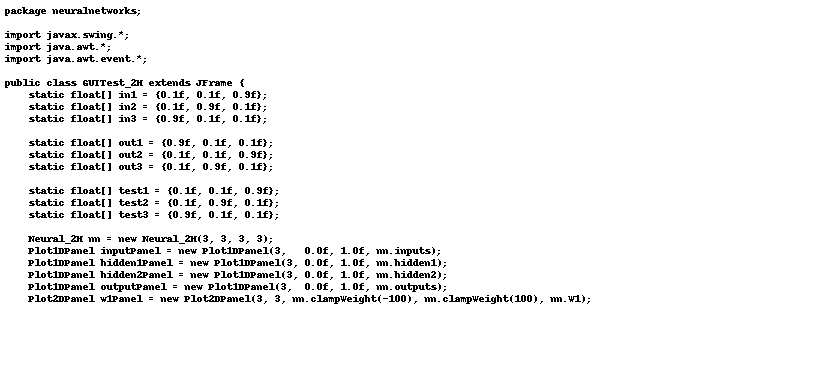 package neuralnetworks;

import javax.swing.*;
import java.awt.*;
import java.awt.event.*;

public class GUITest_2H extends JFrame {
    static float[] in1 = {0.1f, 0.1f, 0.9f};
    static float[] in2 = {0.1f, 0.9f, 0.1f};
    static float[] in3 = {0.9f, 0.1f, 0.1f};

    static float[] out1 = {0.9f, 0.1f, 0.1f};
    static float[] out2 = {0.1f, 0.1f, 0.9f};
    static float[] out3 = {0.1f, 0.9f, 0.1f};

    static float[] test1 = {0.1f, 0.1f, 0.9f};
    static float[] test2 = {0.1f, 0.9f, 0.1f};
    static float[] test3 = {0.9f, 0.1f, 0.1f};

    Neural_2H nn = new Neural_2H(3, 3, 3, 3);
    Plot1DPanel inputPanel = new Plot1DPanel(3,   0.0f, 1.0f, nn.inputs);
    Plot1DPanel hidden1Panel = new Plot1DPanel(3, 0.0f, 1.0f, nn.hidden1);
    Plot1DPanel hidden2Panel = new Plot1DPanel(3, 0.0f, 1.0f, nn.hidden2);
    Plot1DPanel outputPanel = new Plot1DPanel(3,  0.0f, 1.0f, nn.outputs);
    Plot2DPanel w1Panel = new Plot2DPanel(3, 3, nn.clampWeight(-100), nn.clampWeight(100), nn.W1);